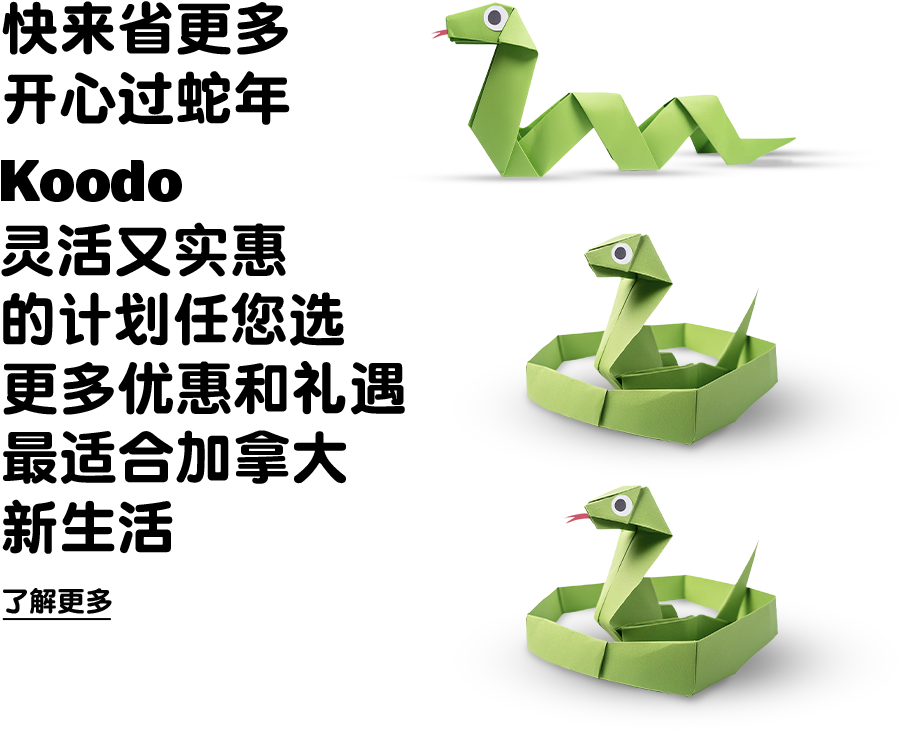 快来省更多
开心过蛇年
Koodo
灵活又实惠
的计划任您选
更多优惠和礼遇
最适合加拿大
新生活
了解更多